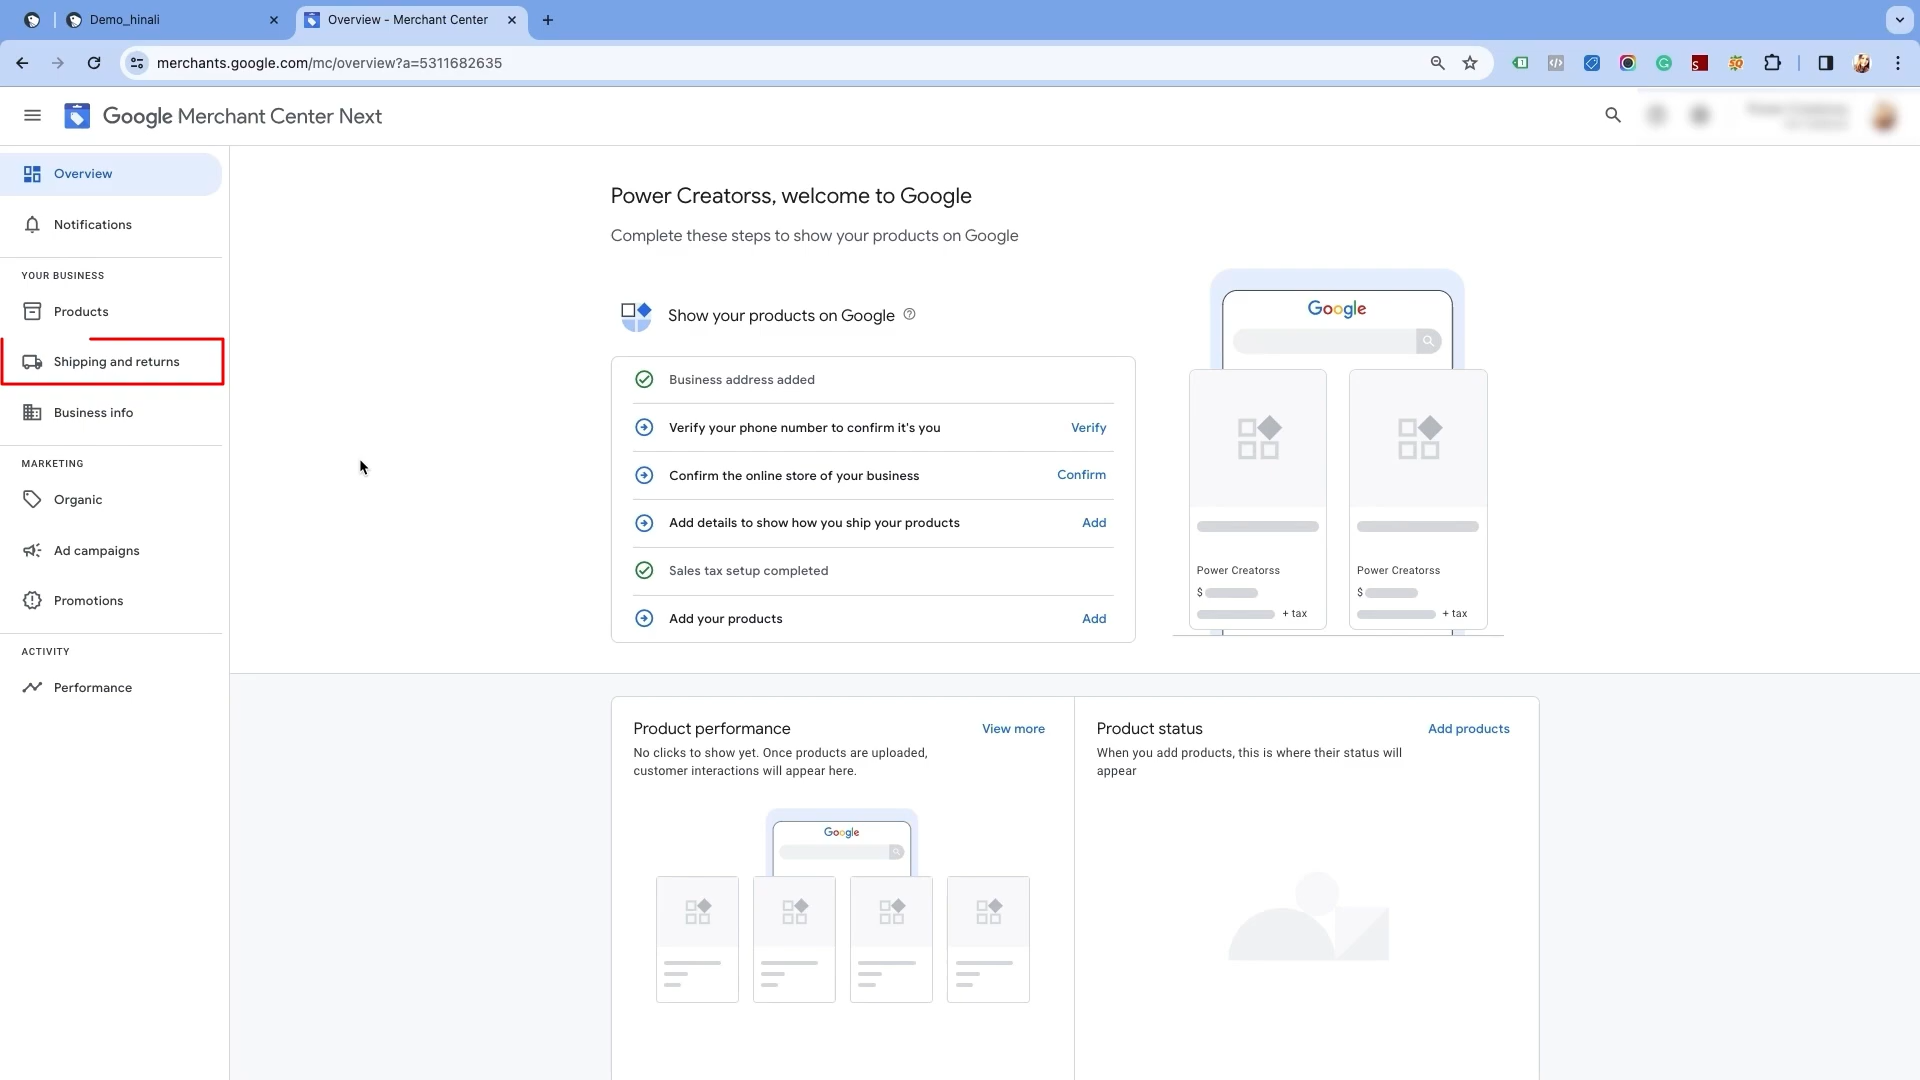 Demo_hinali
Overview - Merchant Center
merchants.google.com/mc/overview?a=5311682635
Google Merchant Center Next
Overview
Notifications
YOUR BUSINESS
Products
Shipping and returns
Business info
MARKETING
Organic
Ad campaigns
Promotions
ACTIVITY
Performance
Power Creatorss, welcome to Google
Complete these steps to show your products on Google
Show your products on Google
Business address added
Verify your phone number to confirm it's you Verify
Confirm the online store of your business Confirm
Add details to show how you ship your products Add
Sales tax setup completed
Add your products Add
Google
Power Creatorss
$
+ tax
Power Creatorss
$
+ tax
Product performance View more
No clicks to show yet. Once products are uploaded,
customer interactions will appear here.
Google
Product status Add products
When you add products, this is where their status will
appear